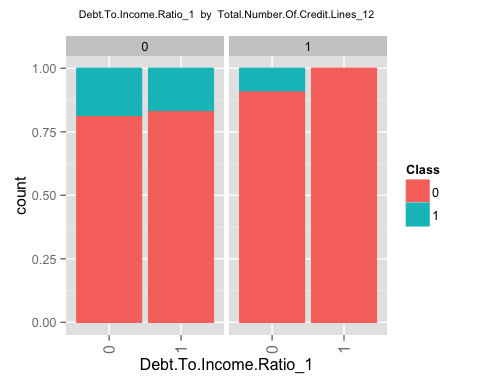 Debt.To.Income.Ratio_1 by Total.Number.Of.Credit.Lines_12
0 1
1.00
0.75
0.50
0.25
0.00
count
0 1 0 1
Debt.To.Income.Ratio_1
Class
0
1